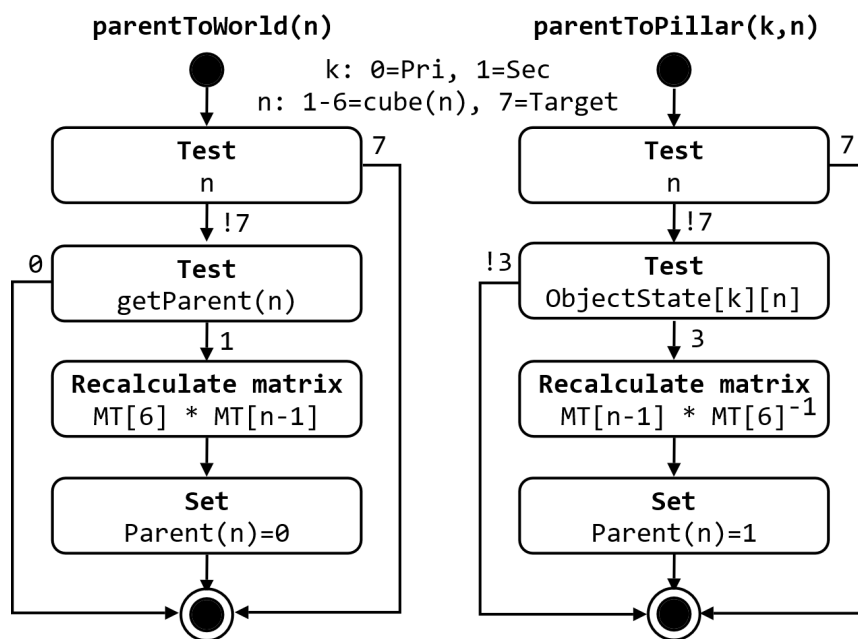 parentToWorld(n)
parentToPillar(k,n)
k: 0=Pri, 1=Sec
n: 1-6=cube(n), 7=Target
Test
n
7
!7
0
Test
getParent(n)
1
Recalculate matrix
MT[6] * MT[n-1]
Set
Parent(n)=0
Test
n
7
!7
!3
Test
ObjectState[k][n]
3
Recalculate matrix
MT[n-1] * MT[6]⁻¹
Set
Parent(n)=1